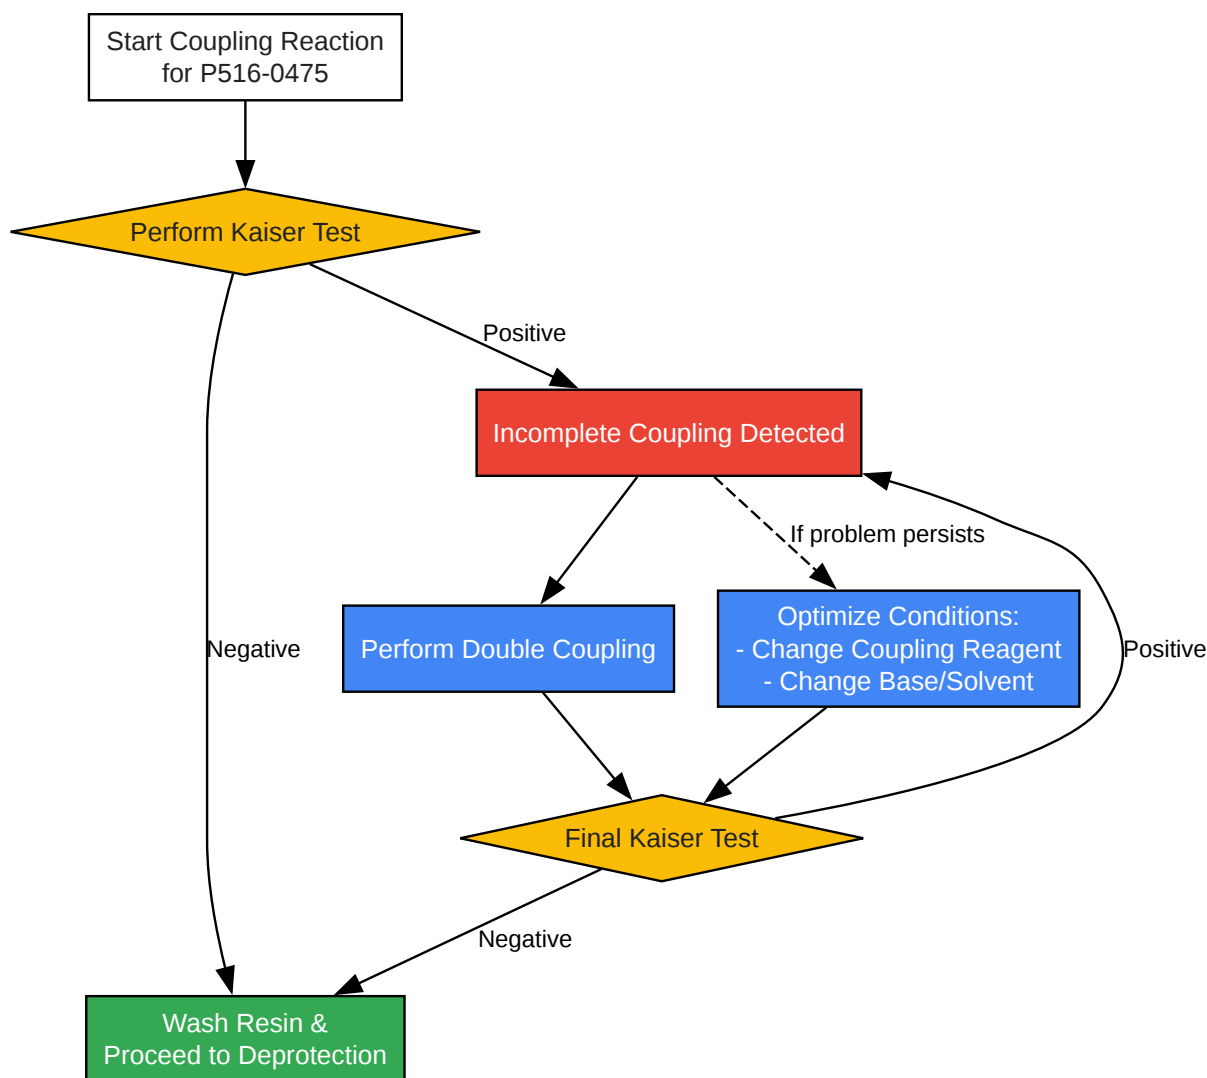 Start Coupling Reaction
for P516-0475
Perform Kaiser Test
Positive
Incomplete Coupling Detected
If problem persists
Optimize Conditions:
- Change Coupling Reagent
- Change Base/Solvent
Perform Double Coupling
Negative
Positive
Final Kaiser Test
Negative
Wash Resin &
Proceed to Deprotection